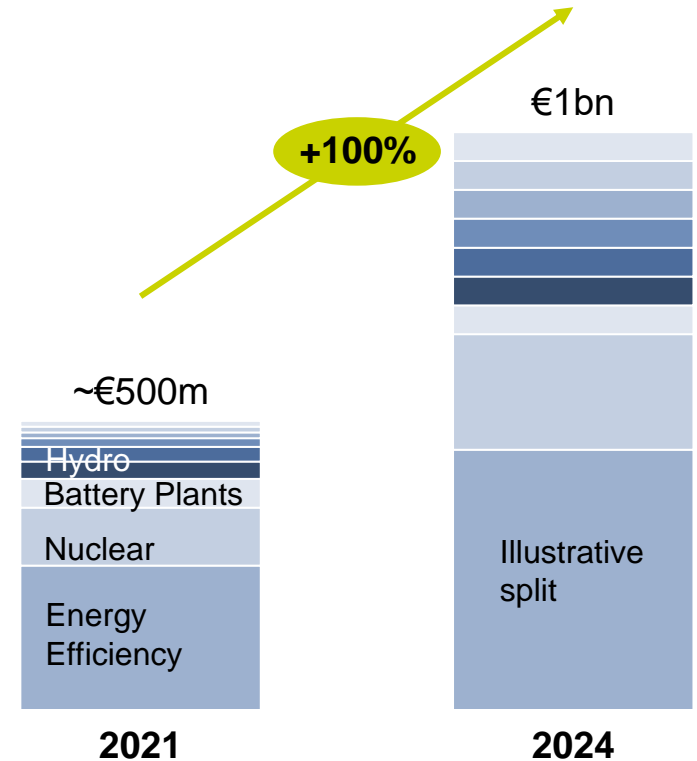 €1bn
+100%
~€500m
Hydro
Battery Plants
Nuclear
Energy
Efficiency
Illustrative
split
2021
2024